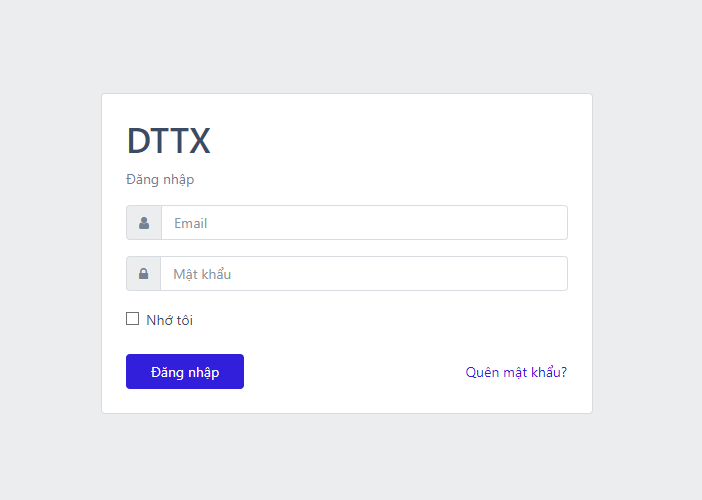 DTTX
Đăng nhập
Email
Mật khẩu
Nhớ tôi
Đăng nhập
Quên mật khẩu?